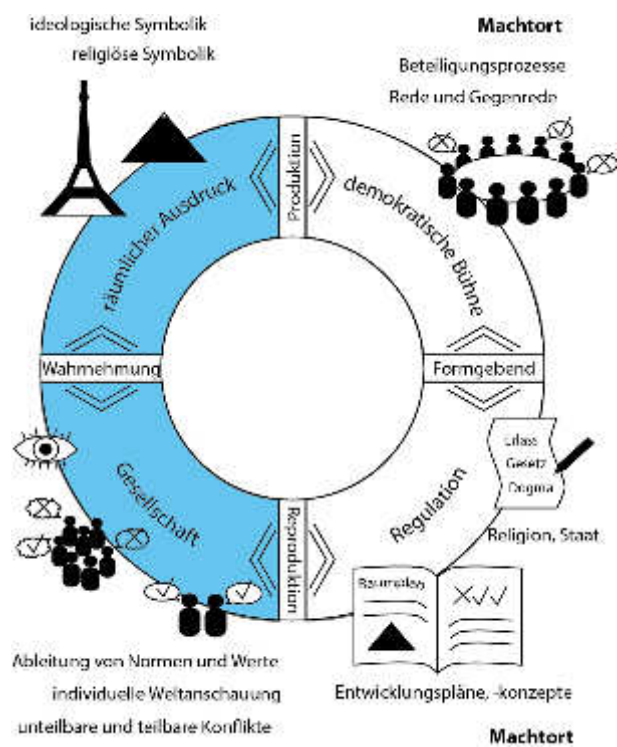 ideologische Symbolik
religiöse Symbolik
Machtort
Beteiligungsprozesse
Rede und Gegenrede
räumlicher Ausdruck
Produktion
demokratische Bühne
Wahrnehmung
Formgebend
Gesellschaft
Reproduktion
Regulation
Erlass
Gesetz
Dogma
Religion, Staat
Raumplan
Ableitung von Normen und Werte
individuelle Weltanschauung
unteilbare und teilbare Konflikte
Entwicklungspläne, -konzepte
Machtort